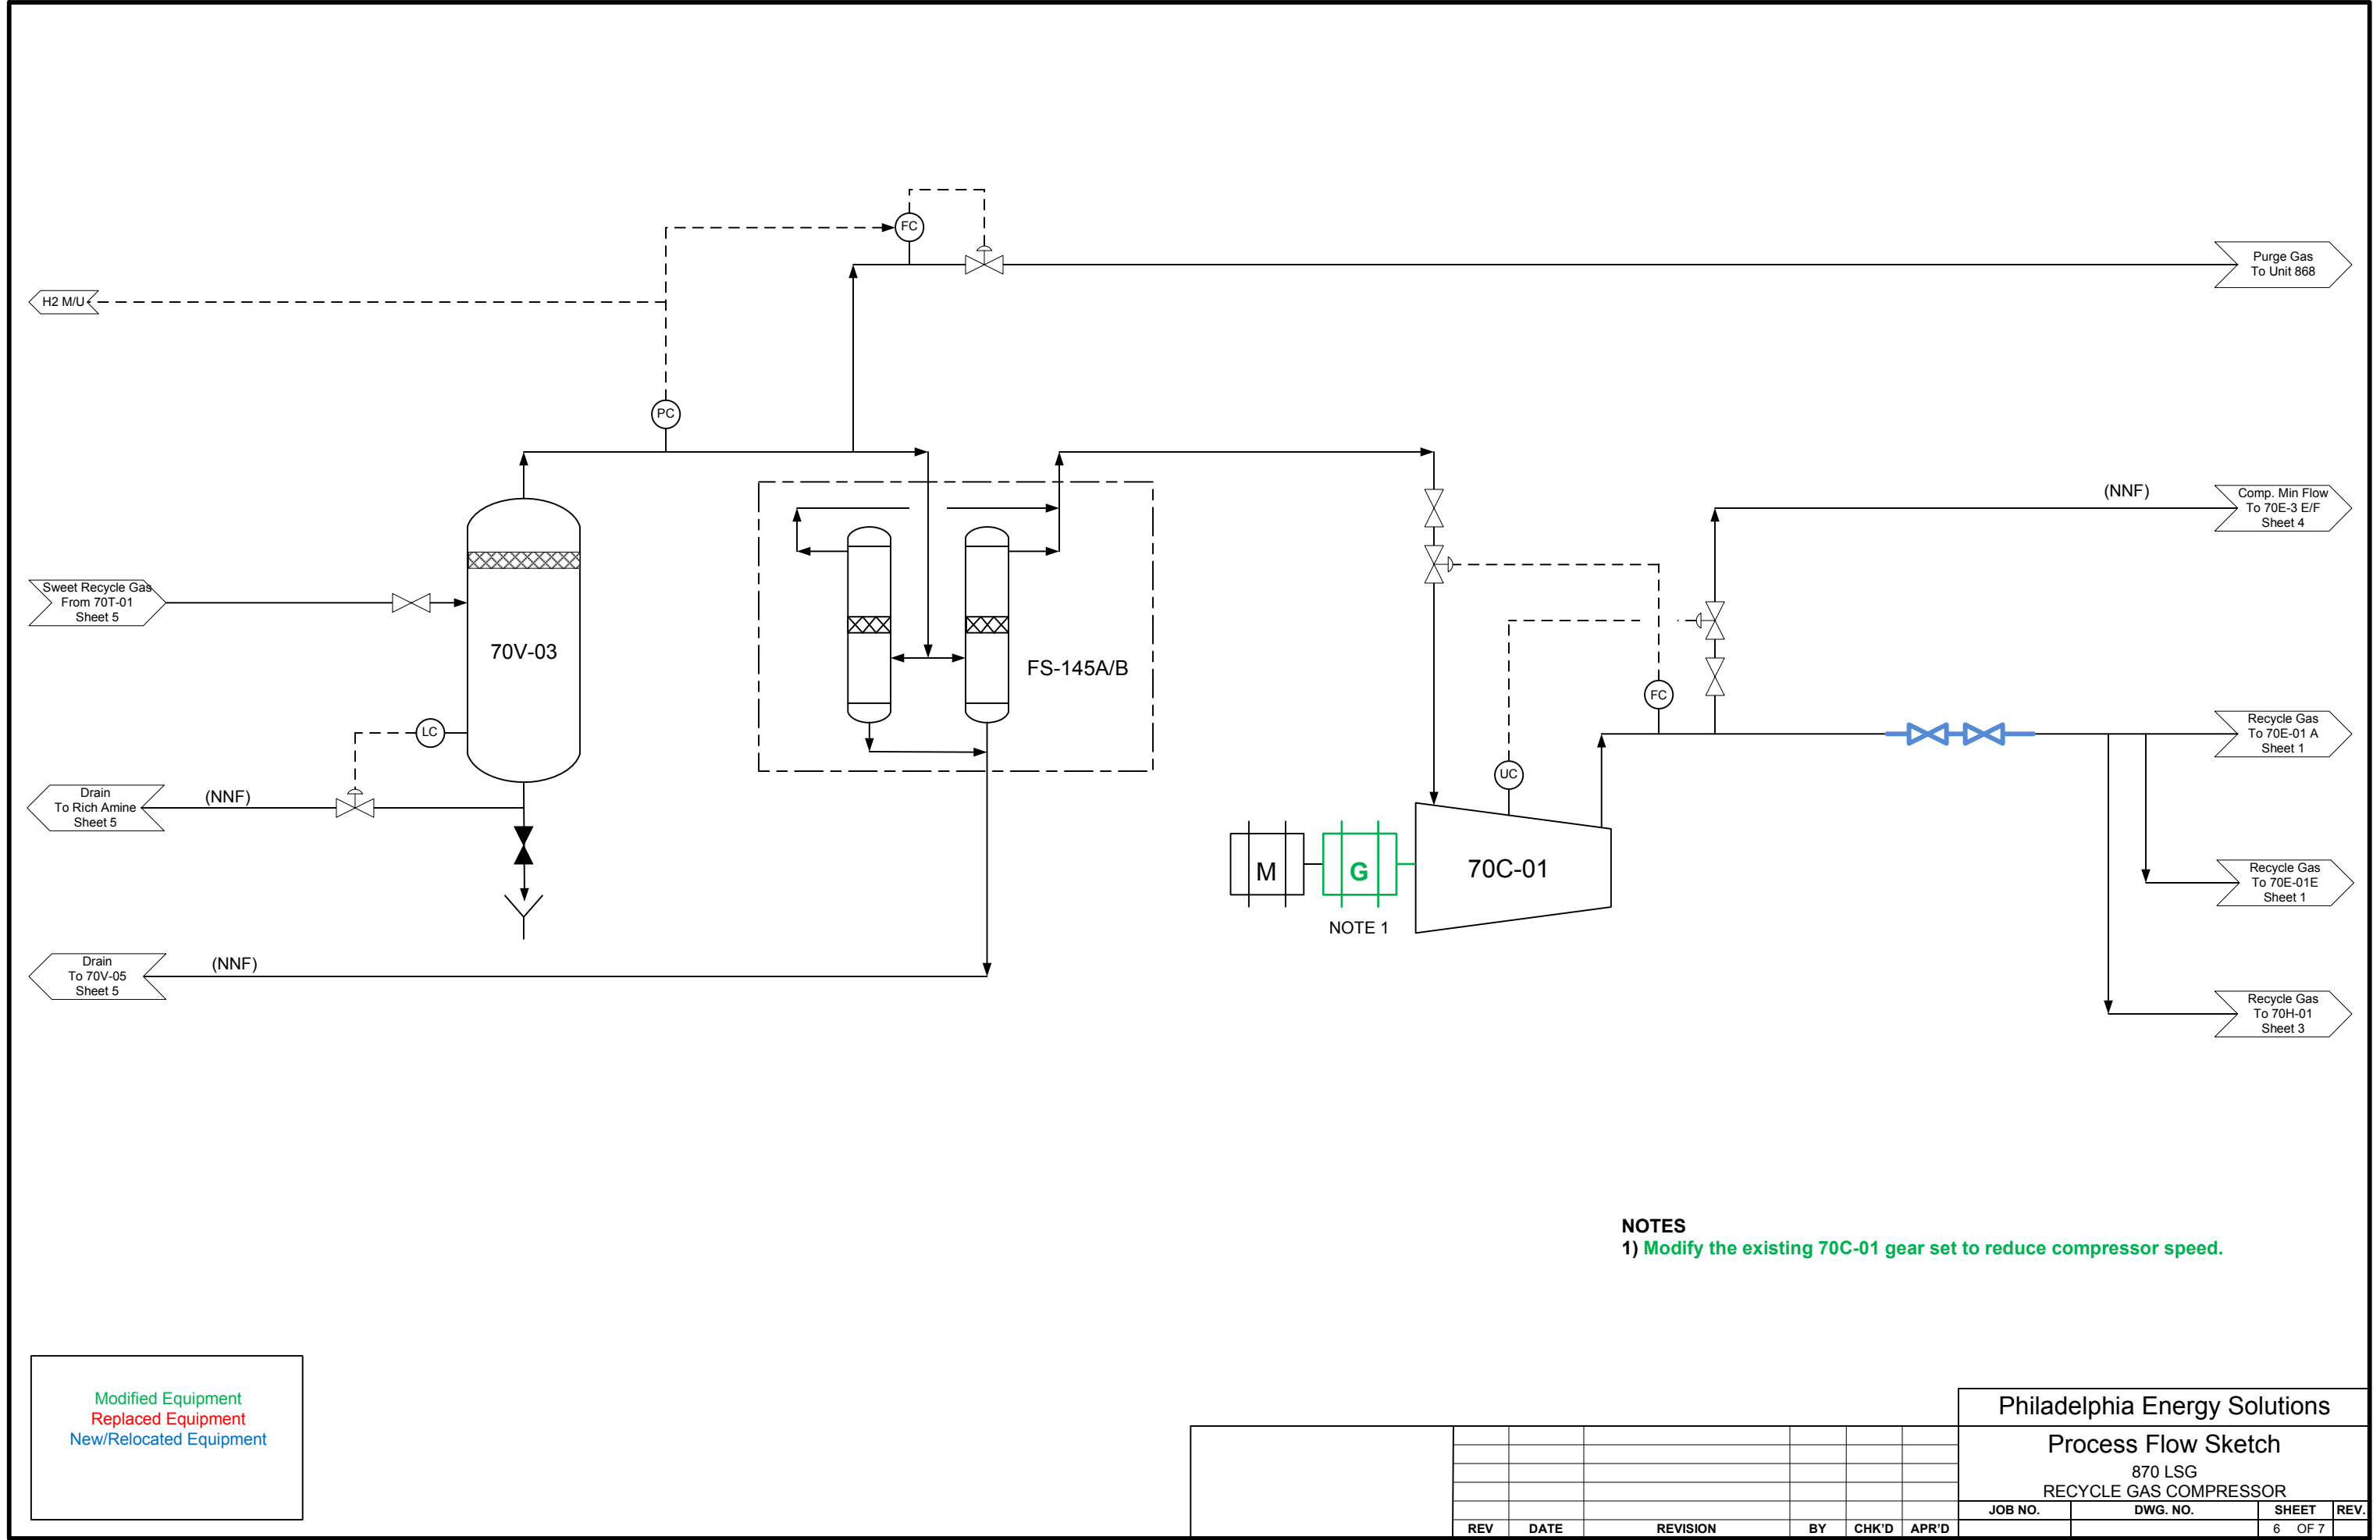 FC
Purge Gas
To Unit 868
H2 M/U
PC
(NNF)
Comp. Min Flow
To 70E-3 E/F
Sheet 4
Sweet Recycle Gas
From 70T-01
Sheet 5
70V-03
FS-145A/B
FC
LC
Recycle Gas
To 70E-01 A
Sheet 1
UC
Drain
To Rich Amine
Sheet 5
(NNF)
M
G
70C-01
NOTE 1
Recycle Gas
To 70E-01E
Sheet 1
Drain
To 70V-05
Sheet 5
(NNF)
Recycle Gas
To 70H-01
Sheet 3
NOTES
1) Modify the existing 70C-01 gear set to reduce compressor speed.
Modified Equipment
Replaced Equipment
New/Relocated Equipment
Philadelphia Energy Solutions
Process Flow Sketch
870 LSG
RECYCLE GAS COMPRESSOR
JOB NO. DWG. NO. SHEET REV.
REV DATE REVISION BY CHK'D APR'D 6 OF 7